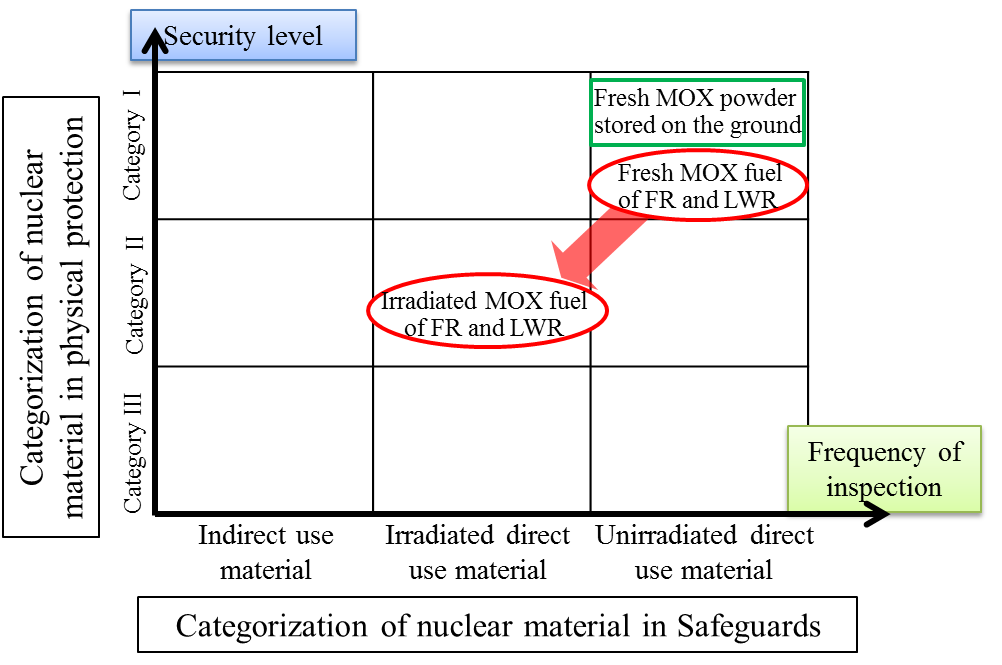 Security level
Categorization of nuclear
material in physical protection
Category I
Category II
Category III
Fresh MOX powder
stored on the ground
Fresh MOX fuel
of FR and LWR
Irradiated MOX fuel
of FR and LWR
Frequency of
inspection
Indirect use
material
Irradiated direct
use material
Unirradiated direct
use material
Categorization of nuclear material in Safeguards